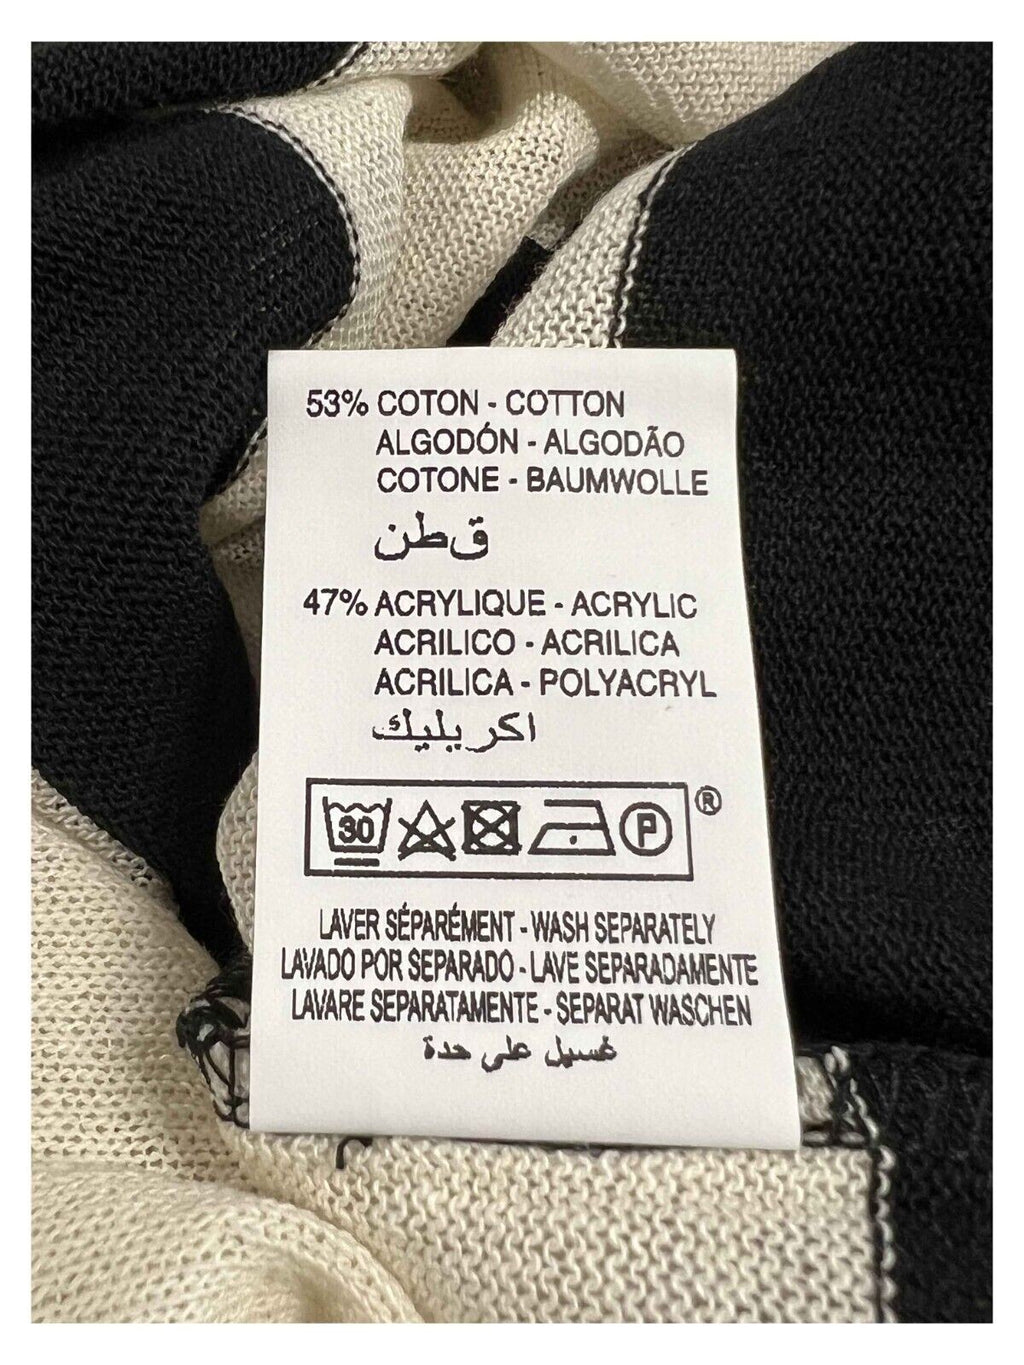 53% COTON - COTTON
ALGODÓN - ALGODÃO
COTONE - BAUMWOLLE
قطن
47% ACRYLIQUE - ACRYLIC
ACRILICO - ACRILICA
ACRILICA - POLYACRYL
اكريليك
30 P ®
LAVER SÉPARÉMENT - WASH SEPARATELY
LAVADO POR SEPARADO - LAVE SEPARADAMENTE
LAVARE SEPARATAMENTE - SEPARAT WASCHEN
غسيل على حدة